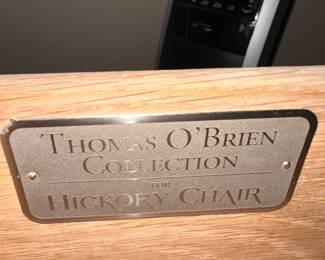 THOMAS O'BRIEN
COLLECTION
FOR
HICKORY CHAIR